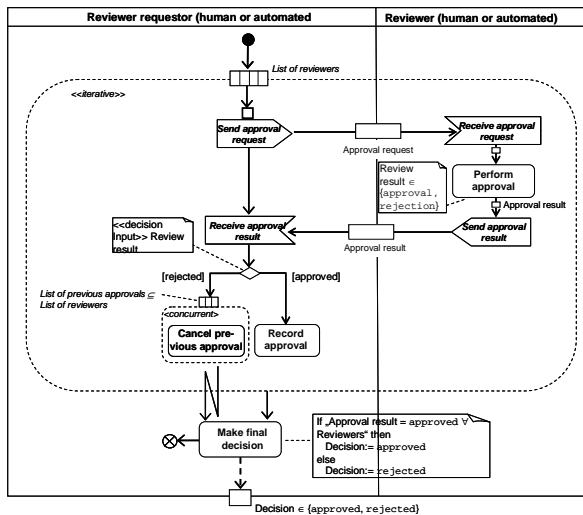 Reviewer requestor (human or automated
Reviewer (human or automated)
List of reviewers
<<iterative>>
Send approval
request
Approval request
Receive approval
request
Review
result ∈
{approval,
rejection}
Perform
approval
Approval result
<<decision
Input>> Review
result
Receive approval
result
Approval result
Send approval
result
[rejected]
[approved]
List of previous approvals ⊆
List of reviewers
<concurrent>
Cancel pre-
vious approval
Record
approval
Make final
decision
If „Approval result = approved ∀
Reviewers“ then
Decision:= approved
else
Decision:= rejected
Decision ∈ {approved, rejected}